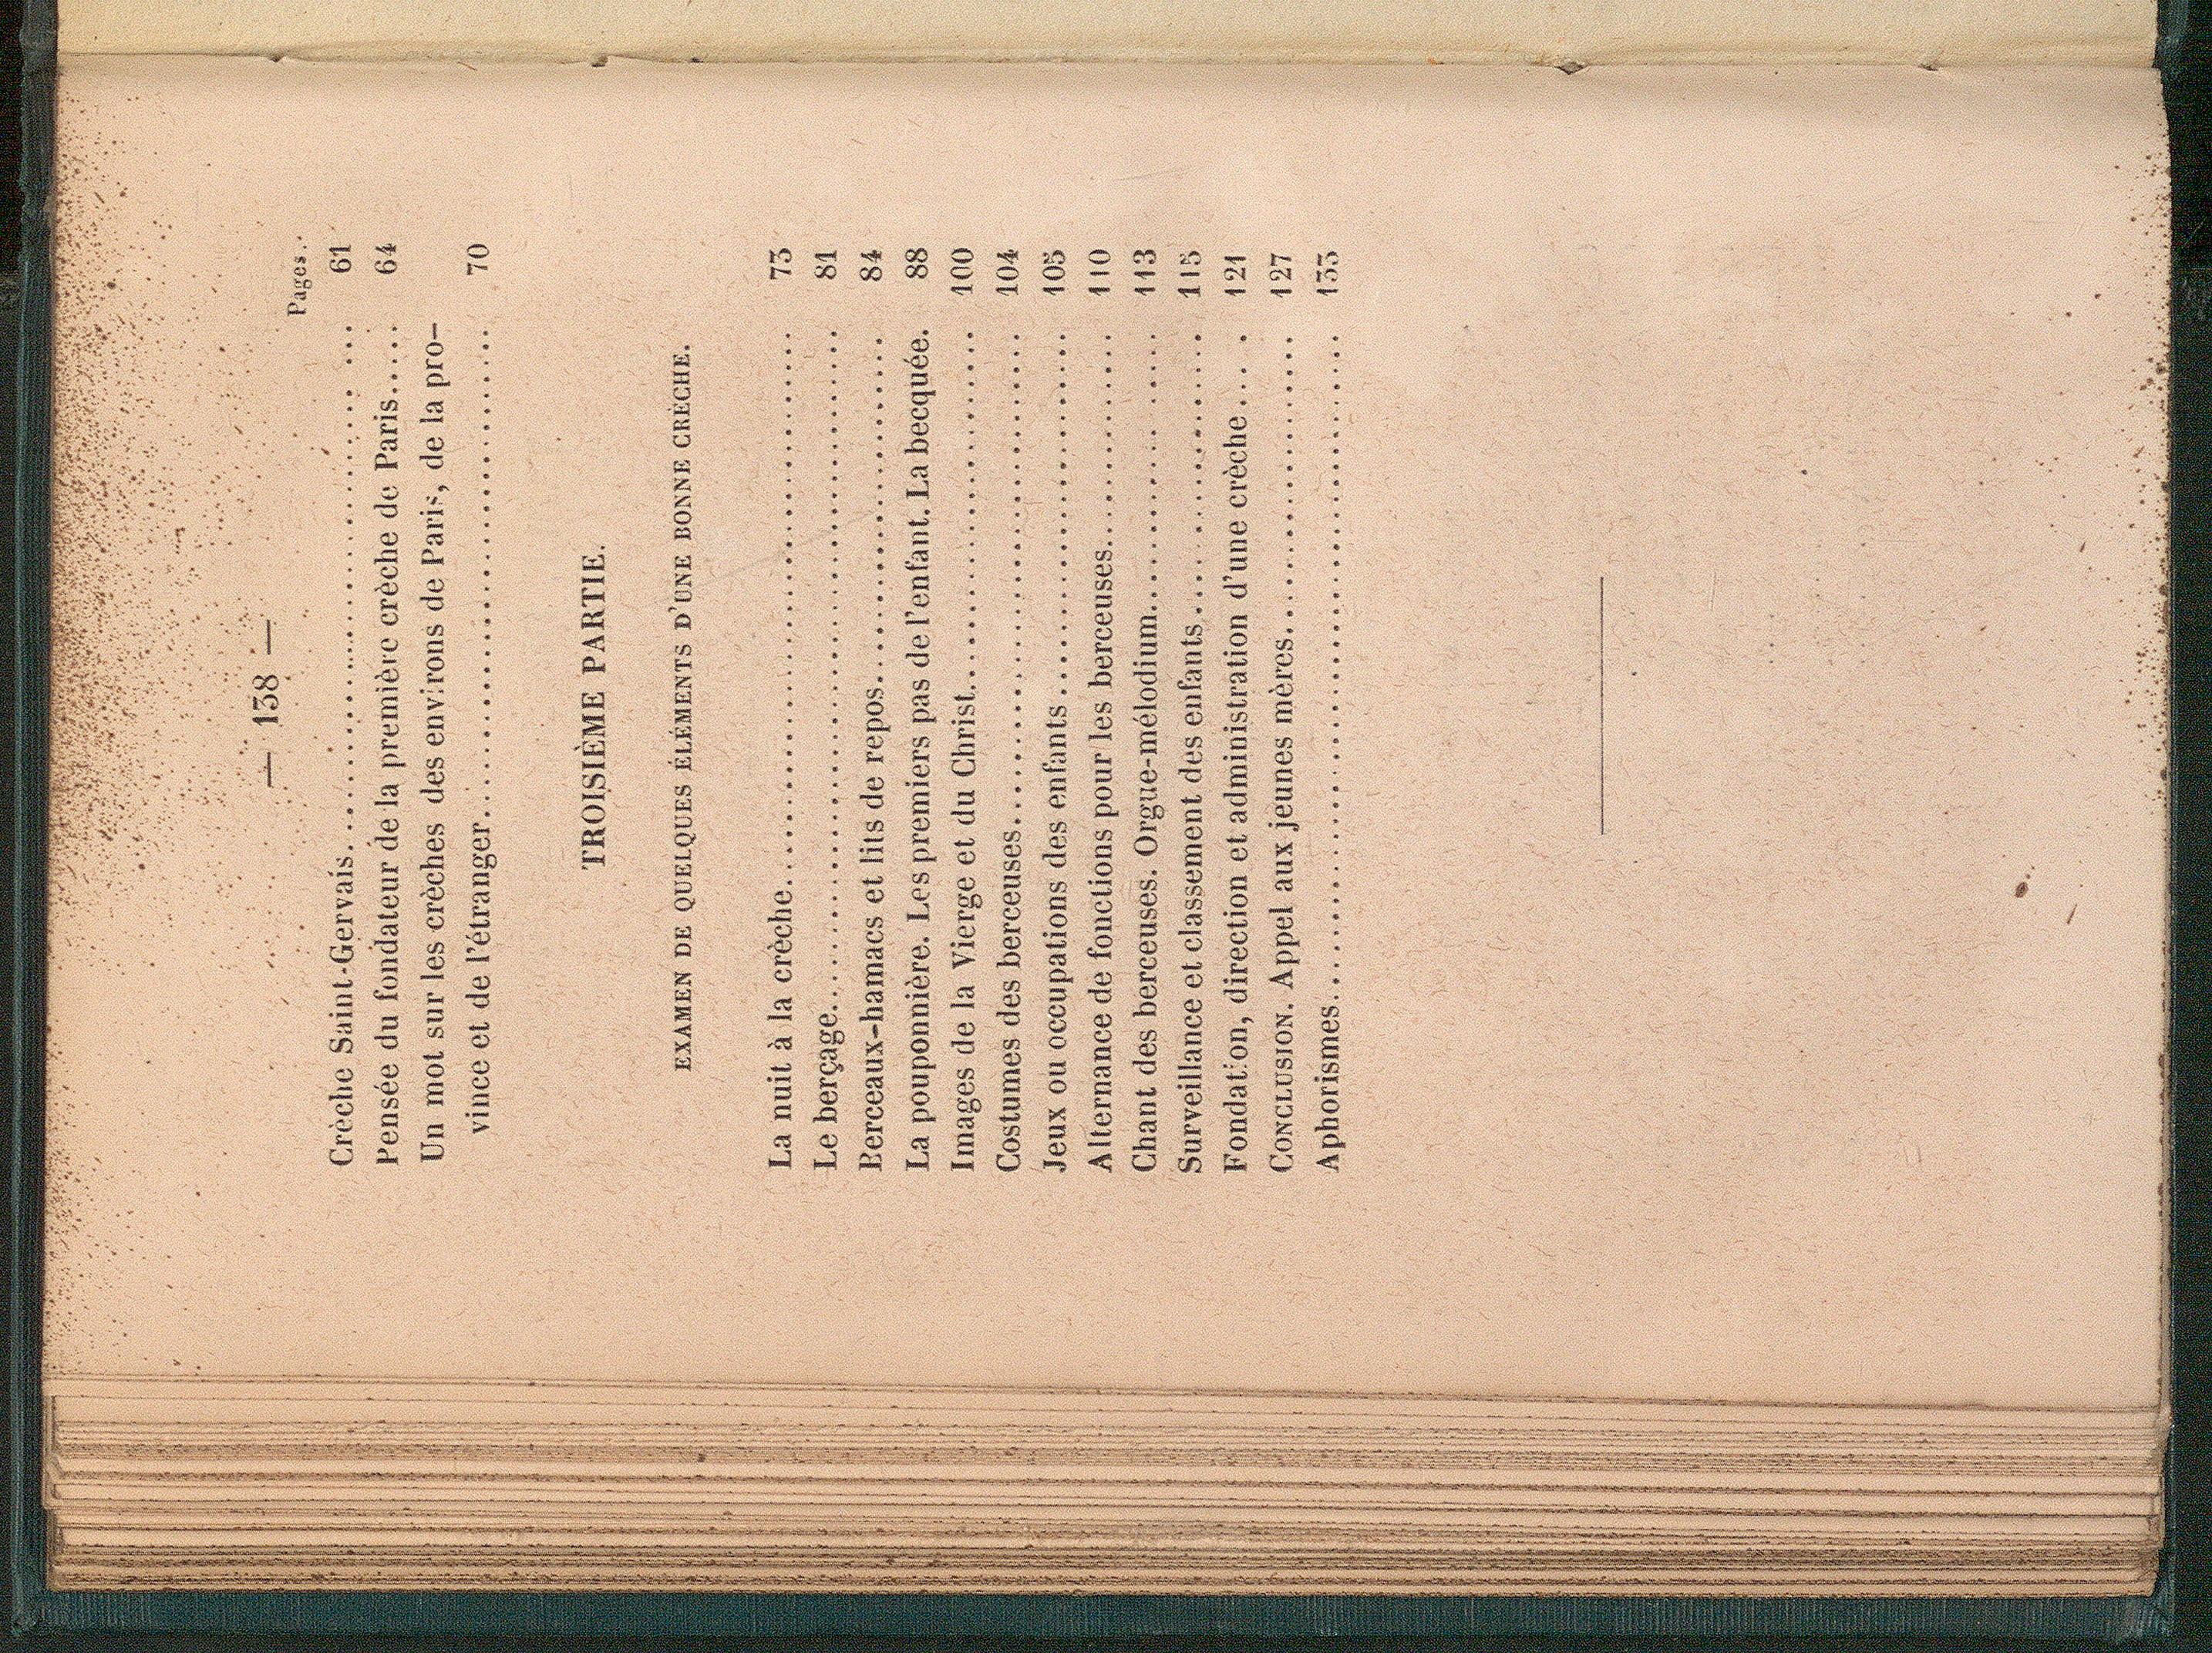 — 138 —
Pages.
Crèche Saint-Gervais........................ 61
Pensée du fondateur de la première crèche de Paris..... 64
Un mot sur les crèches des environs de Paris, de la pro-
vince et de l'étranger........................ 70
TROISIÈME PARTIE.
EXAMEN DE QUELQUES ÉLÉMENTS D'UNE BONNE CRÈCHE.
La nuit à la crèche........................ 73
Le berçage........................ 81
Berceaux-hamacs et lits de repos........................ 84
La pouponnière. Les premiers pas de l'enfant. La becquée. 88
Images de la Vierge et du Christ........................ 100
Costumes des berceuses........................ 104
Jeux ou occupations des enfants........................ 105
Alternance de fonctions pour les berceuses............ 110
Chant des berceuses. Orgue-mélodium............ 113
Surveillance et classement des enfants............ 115
Fondation, direction et administration d'une crèche..... 121
CONCLUSION. Appel aux jeunes mères............ 127
Aphorismes........................ 133